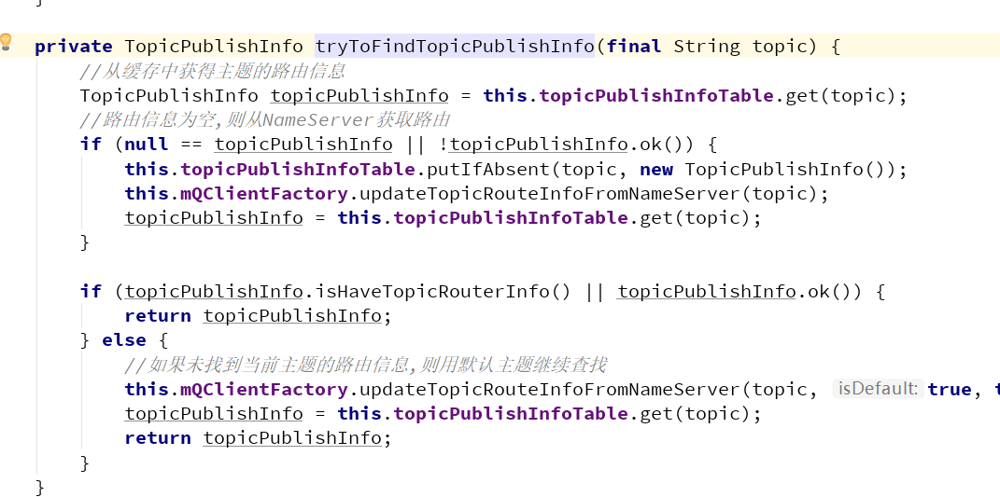 }
private TopicPublishInfo tryToFindTopicPublishInfo(final String topic) {
//从缓存中获得主题的路由信息
TopicPublishInfo topicPublishInfo = this.topicPublishInfoTable.get(topic);
//路由信息为空,则从NameServer获取路由
if (null == topicPublishInfo || !topicPublishInfo.ok()) {
this.topicPublishInfoTable.putIfAbsent(topic, new TopicPublishInfo());
this.mQClientFactory.updateTopicRouteInfoFromNameServer(topic);
topicPublishInfo = this.topicPublishInfoTable.get(topic);
}
if (topicPublishInfo.isHaveTopicRouterInfo() || topicPublishInfo.ok()) {
return topicPublishInfo;
} else {
//如果未找到当前主题的路由信息,则用默认主题继续查找
this.mQClientFactory.updateTopicRouteInfoFromNameServer(topic, isDefault: true,
topicPublishInfo = this.topicPublishInfoTable.get(topic);
return topicPublishInfo;
}
}